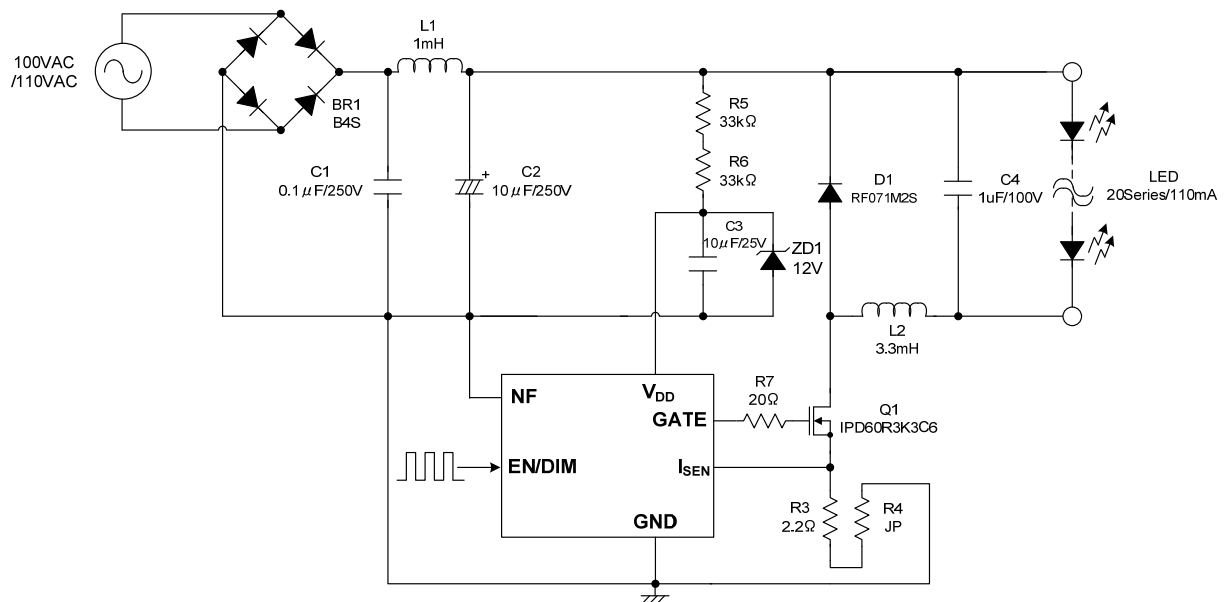 100VAC
/110VAC
BR1
B4S
L1
1mH
C1
0.1μF/250V
C2
10μF/250V
R5
33kΩ
R6
33kΩ
C3
10μF/25V
ZD1
12V
D1
RF071M2S
C4
1uF/100V
LED
20Series/110mA
L2
3.3mH
NF
VDD
GATE
EN/DIM
ISEN
GND
R7
20Ω
Q1
IPD60R3K3C6
R3
2.2Ω
R4
JP